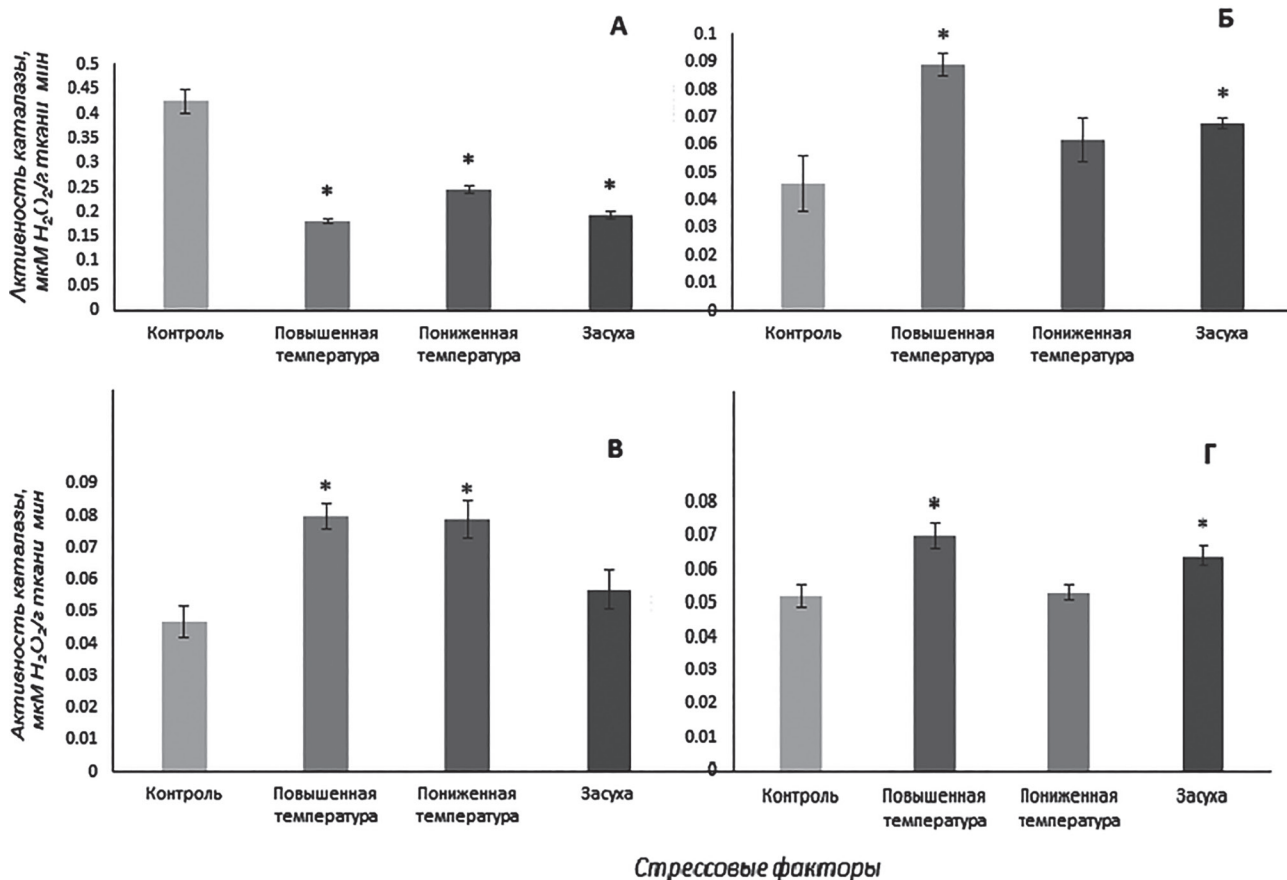 А
Активность каталазы,
мкМ H₂O₂/г ткани мин
0.5
0.45
0.4
0.35
0.3
0.25
0.2
0.15
0.1
0.05
0
*
*
*
Контроль
Повышенная
температура
Пониженная
температура
Засуха
Б
0.1
0.09
0.08
0.07
0.06
0.05
0.04
0.03
0.02
0.01
0
*
*
Контроль
Повышенная
температура
Пониженная
температура
Засуха
В
Активность каталазы,
мкМ H₂O₂/г ткани мин
0.09
0.08
0.07
0.06
0.05
0.04
0.03
0.02
0.01
0
*
*
Контроль
Повышенная
температура
Пониженная
температура
Засуха
Г
0.08
0.07
0.06
0.05
0.04
0.03
0.02
0.01
0
*
*
Контроль
Повышенная
температура
Пониженная
температура
Засуха
Стрессовые факторы